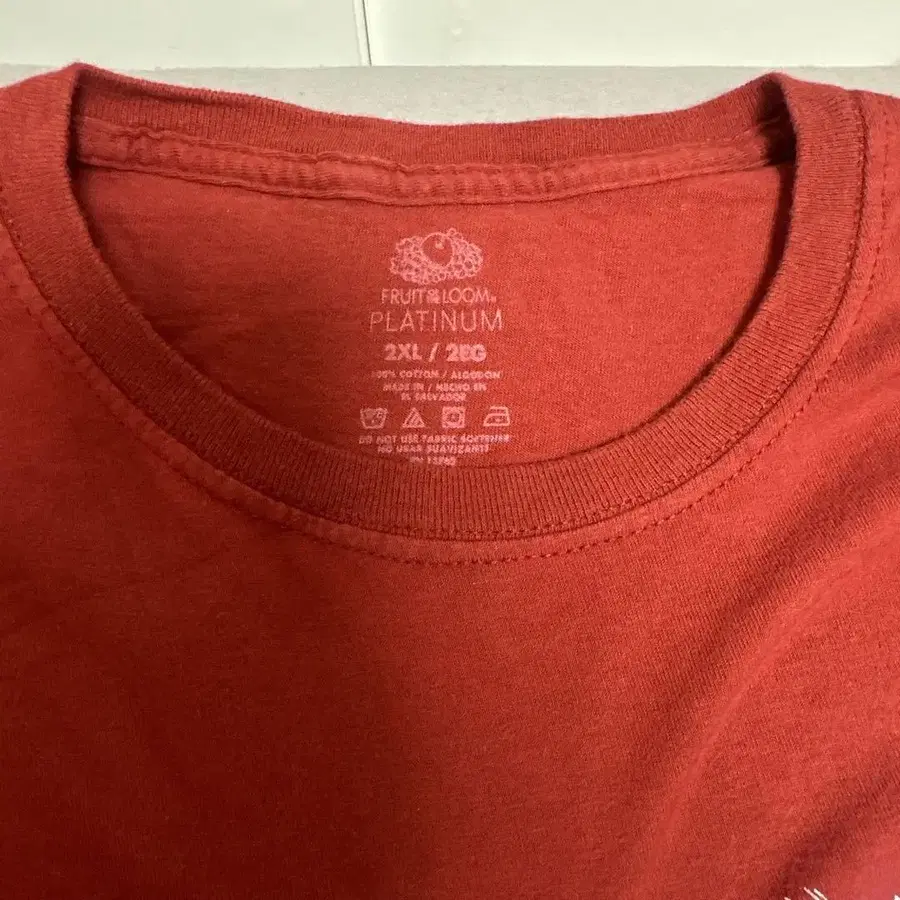 FRUIT OF THE LOOM®
PLATINUM
2XL / 2EG
100% COTTON / ALGODON
MADE IN / HECHO EN
EL SALVADOR
DO NOT USE FABRIC SOFTENER
NO USAR SUAVIZANTE